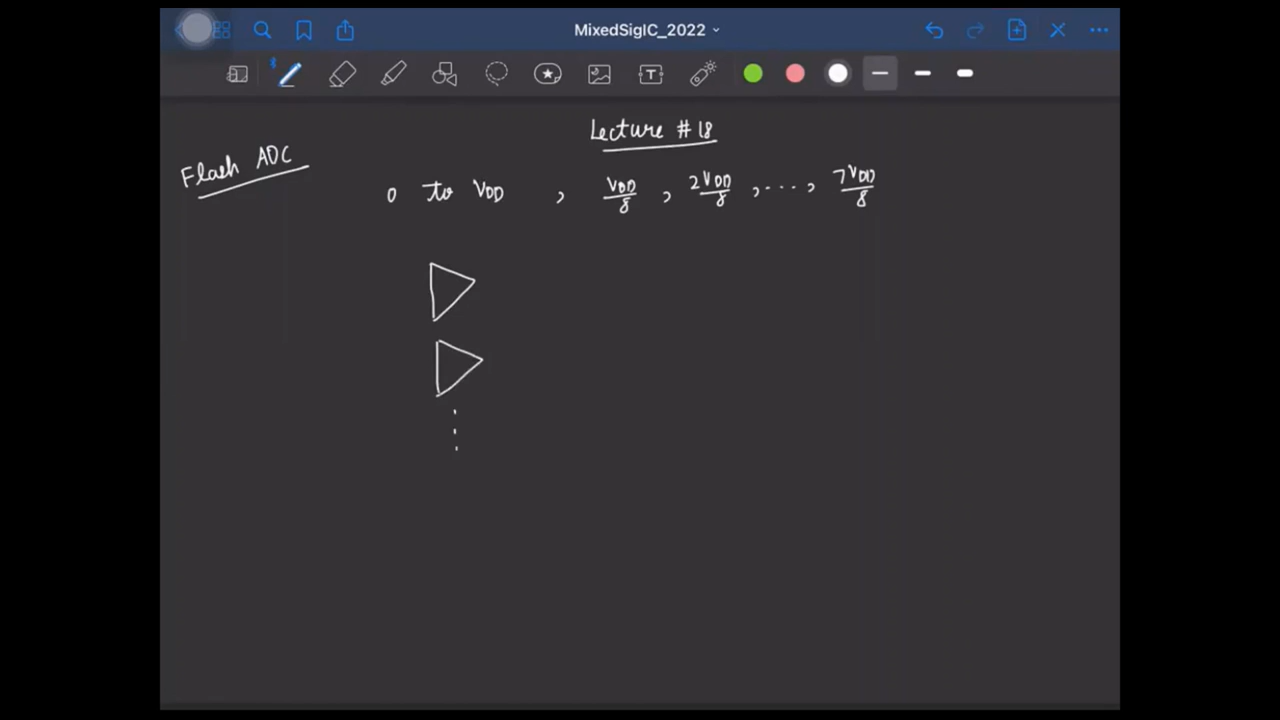 MixedSigIC_2022
Lecture #18
Flash ADC
0 to VDD , VDD/8 , 2VDD/8 , ... , 7VDD/8